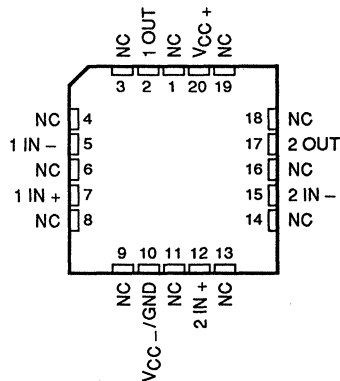 NC
1 OUT
NC
VCC +
NC
3 2 1 20 19
NC 4 18 NC
1 IN - 5 17 2 OUT
NC 6 16 NC
1 IN + 7 15 2 IN -
NC 8 14 NC
9 10 11 12 13
NC
VCC -/GND
NC
2 IN +
NC